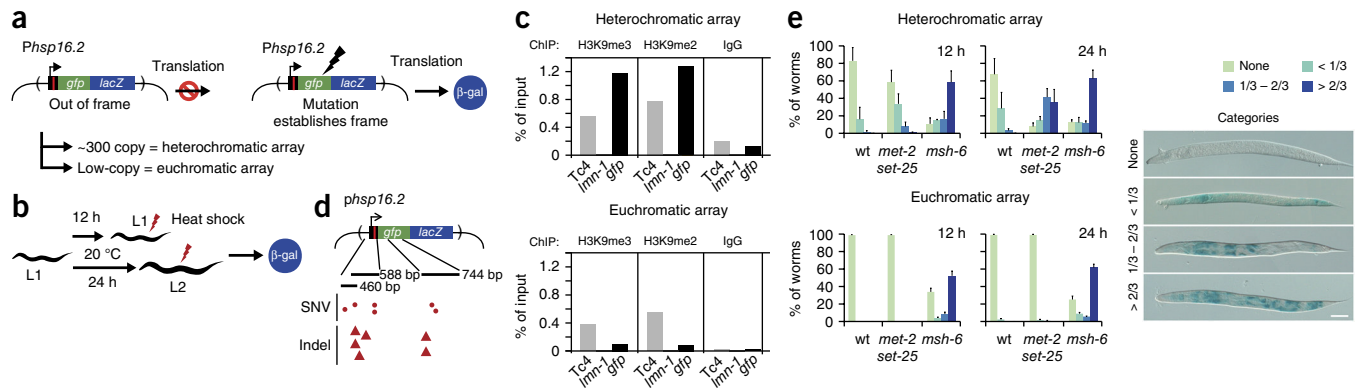 a
Phsp16.2
gfp
lacZ
Out of frame
Translation
Phsp16.2
gfp
lacZ
Mutation
establishes frame
Translation
β-gal
~300 copy = heterochromatic array
Low-copy = euchromatic array
b
12 h
L1
Heat shock
L1
20 °C
24 h
L2
β-gal
c
Heterochromatic array
ChIP:
H3K9me3
H3K9me2
IgG
% of input
1.2
0.8
0.4
0
Tc4
lmn-1
gfp
Tc4
lmn-1
gfp
Tc4
lmn-1
gfp
Euchromatic array
ChIP:
H3K9me3
H3K9me2
IgG
% of input
1.2
0.8
0.4
0
Tc4
lmn-1
gfp
Tc4
lmn-1
gfp
Tc4
lmn-1
gfp
d
phsp16.2
gfp
lacZ
588 bp
744 bp
460 bp
SNV
Indel
e
Heterochromatic array
% of worms
100
80
60
40
20
0
12 h
wt
met-2
set-25
msh-6
24 h
wt
met-2
set-25
msh-6
Euchromatic array
% of worms
100
80
60
40
20
0
12 h
wt
met-2
set-25
msh-6
24 h
wt
met-2
set-25
msh-6
None
< 1/3
1/3 – 2/3
> 2/3
Categories
None
< 1/3
1/3 – 2/3
> 2/3